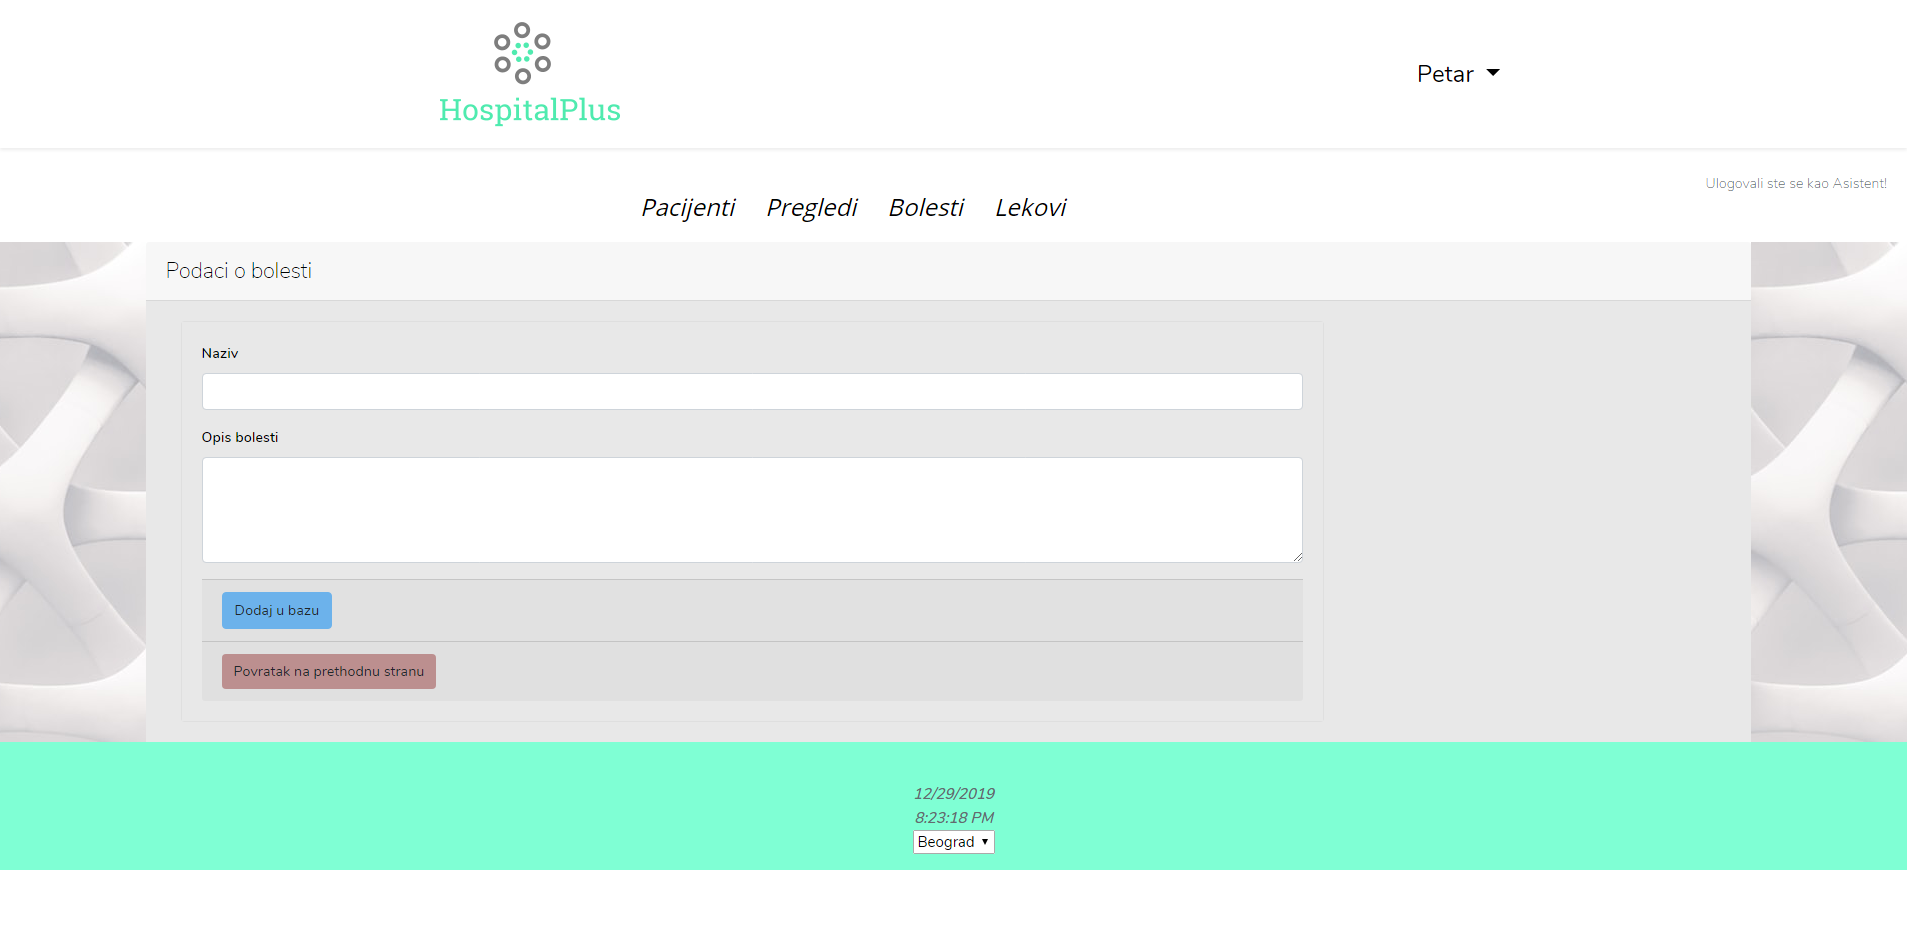 HospitalPlus
Petar
Ulogovali ste se kao Asistent!
Pacijenti Pregledi Bolesti Lekovi
Podaci o bolesti
Naziv
Opis bolesti
Dodaj u bazu
Povratak na prethodnu stranu
12/29/2019
8:23:18 PM
Beograd